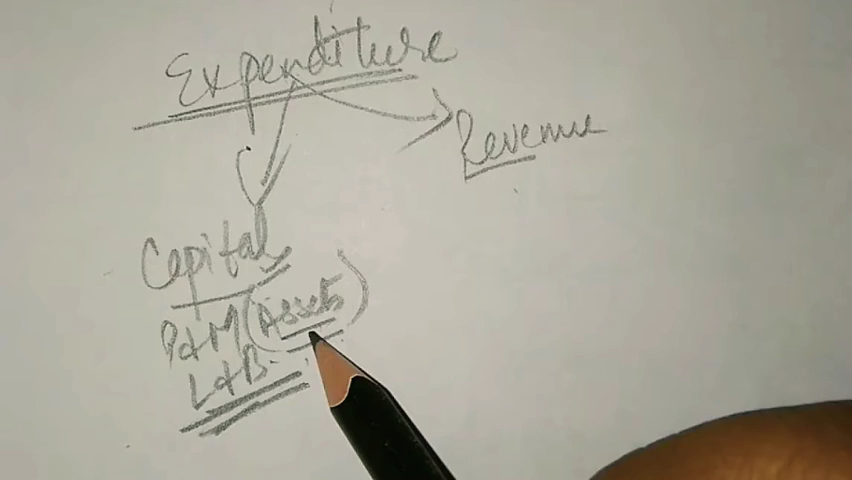 Expenditure
Revenue
Capital
P&M (Assets)
L&B.